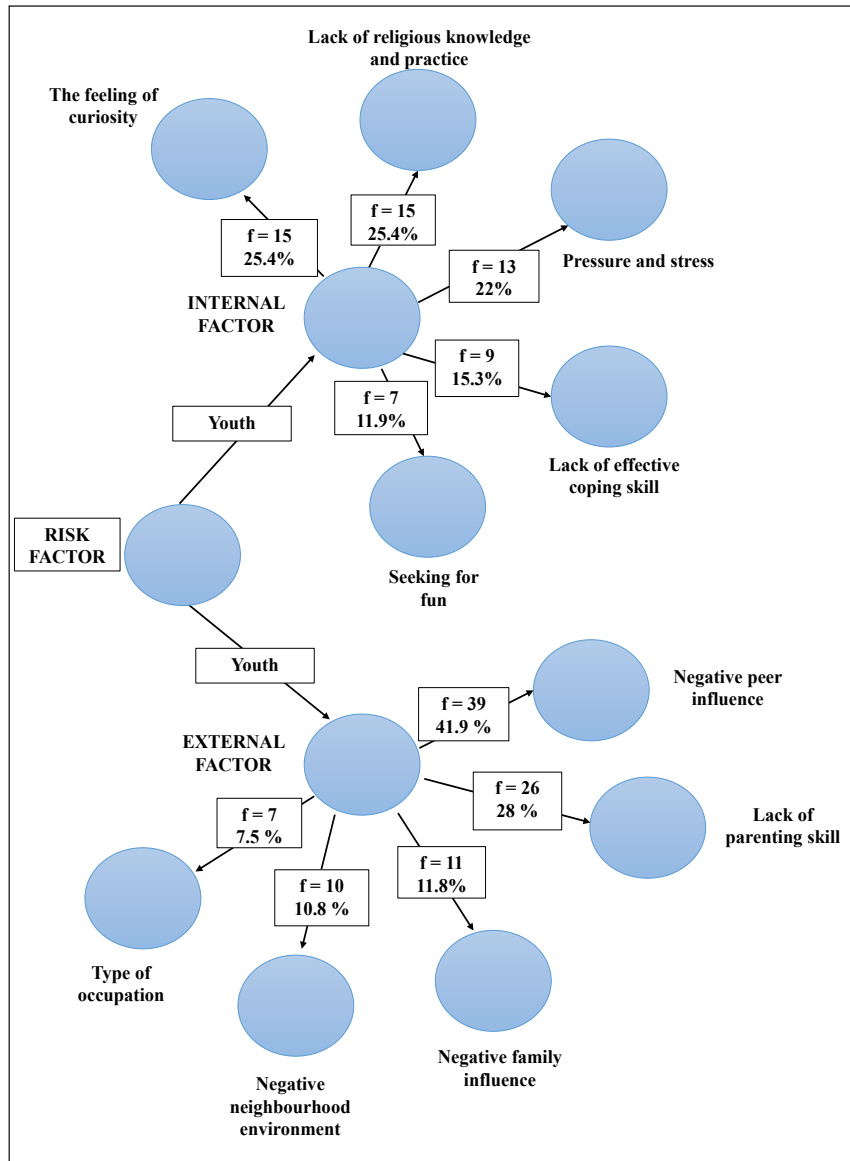 Lack of religious knowledge
and practice
The feeling of
curiosity
f = 15
25.4%
f = 15
25.4%
f = 13
22%
Pressure and stress
INTERNAL
FACTOR
f = 9
15.3%
f = 7
11.9%
Youth
Lack of effective
coping skill
RISK
FACTOR
Seeking for
fun
Youth
Negative peer
influence
f = 39
41.9 %
EXTERNAL
FACTOR
f = 26
28 %
Lack of
parenting skill
f = 7
7.5 %
f = 11
11.8%
f = 10
10.8 %
Type of
occupation
Negative family
influence
Negative
neighbourhood
environment